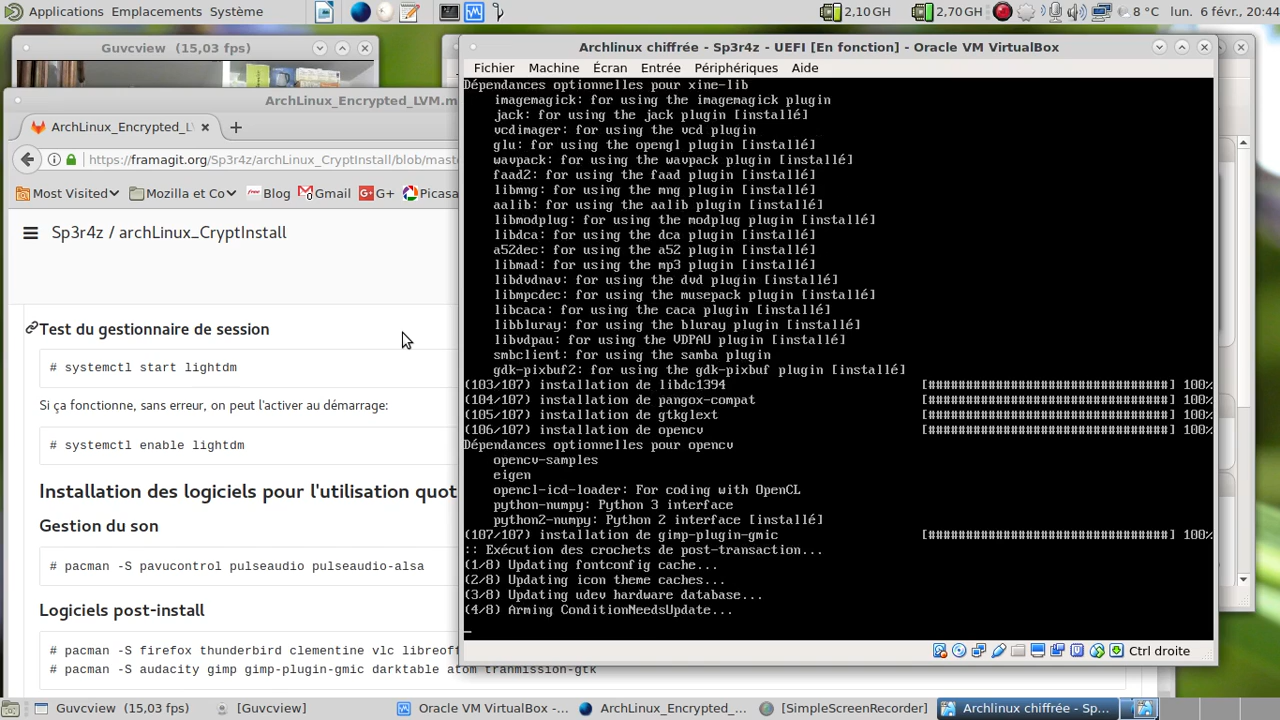 Applications Emplacements Système
2,10 GH
2,70 GH
8 °C
lun. 6 févr., 20:44
Guvcview (15,03 fps)
ArchLinux_Encrypted_LVM.m
ArchLinux_Encrypted_L
https://framagit.org/Sp3r4z/archLinux_CryptInstall/blob/mast
Most Visited Mozilla et Co Blog Gmail G+ Picasa
Sp3r4z / archLinux_CryptInstall
Test du gestionnaire de session
# systemctl start lightdm
Si ça fonctionne, sans erreur, on peut l'activer au démarrage:
# systemctl enable lightdm
Installation des logiciels pour l'utilisation quot
Gestion du son
# pacman -S pavucontrol pulseaudio pulseaudio-alsa
Logiciels post-install
# pacman -S firefox thunderbird clementine vlc libreoff
# pacman -S audacity gimp gimp-plugin-gmic darktable atom tranmission-gtk
Archlinux chiffrée - Sp3r4z - UEFI [En fonction] - Oracle VM VirtualBox
Fichier Machine Écran Entrée Périphériques Aide
Dépendances optionnelles pour xine-lib
imagemagick: for using the imagemagick plugin
jack: for using the jack plugin [installé]
vcdimager: for using the vcd plugin
glu: for using the opengl plugin [installé]
wavpack: for using the wavpack plugin [installé]
faad2: for using the faad plugin [installé]
libmng: for using the mng plugin [installé]
aalib: for using the aalib plugin [installé]
libmodplug: for using the modplug plugin [installé]
libdca: for using the dca plugin [installé]
a52dec: for using the a52 plugin [installé]
libmad: for using the mp3 plugin [installé]
libdvdnav: for using the dvd plugin [installé]
libmpcdec: for using the musepack plugin [installé]
libcaca: for using the caca plugin [installé]
libbluray: for using the bluray plugin [installé]
libvdpau: for using the VDPAU plugin [installé]
smbclient: for using the samba plugin
gdk-pixbuf2: for using the gdk-pixbuf plugin [installé]
(103/107) installation de libdc1394 [################################] 100%
(104/107) installation de pangox-compat [################################] 100%
(105/107) installation de gtkglext [################################] 100%
(106/107) installation de opencv [################################] 100%
Dépendances optionnelles pour opencv
opencv-samples
eigen
opencl-icd-loader: For coding with OpenCL
python-numpy: Python 3 interface
python2-numpy: Python 2 interface [installé]
(107/107) installation de gimp-plugin-gmic [################################] 100%
:: Exécution des crochets de post-transaction...
(1/8) Updating fontconfig cache...
(2/8) Updating icon theme caches...
(3/8) Updating udev hardware database...
(4/8) Arming ConditionNeedsUpdate...
Ctrl droite
Guvcview (15,03 fps)
[Guvcview]
Oracle VM VirtualBox -...
ArchLinux_Encrypted_...
[SimpleScreenRecorder]
Archlinux chiffrée - Sp...